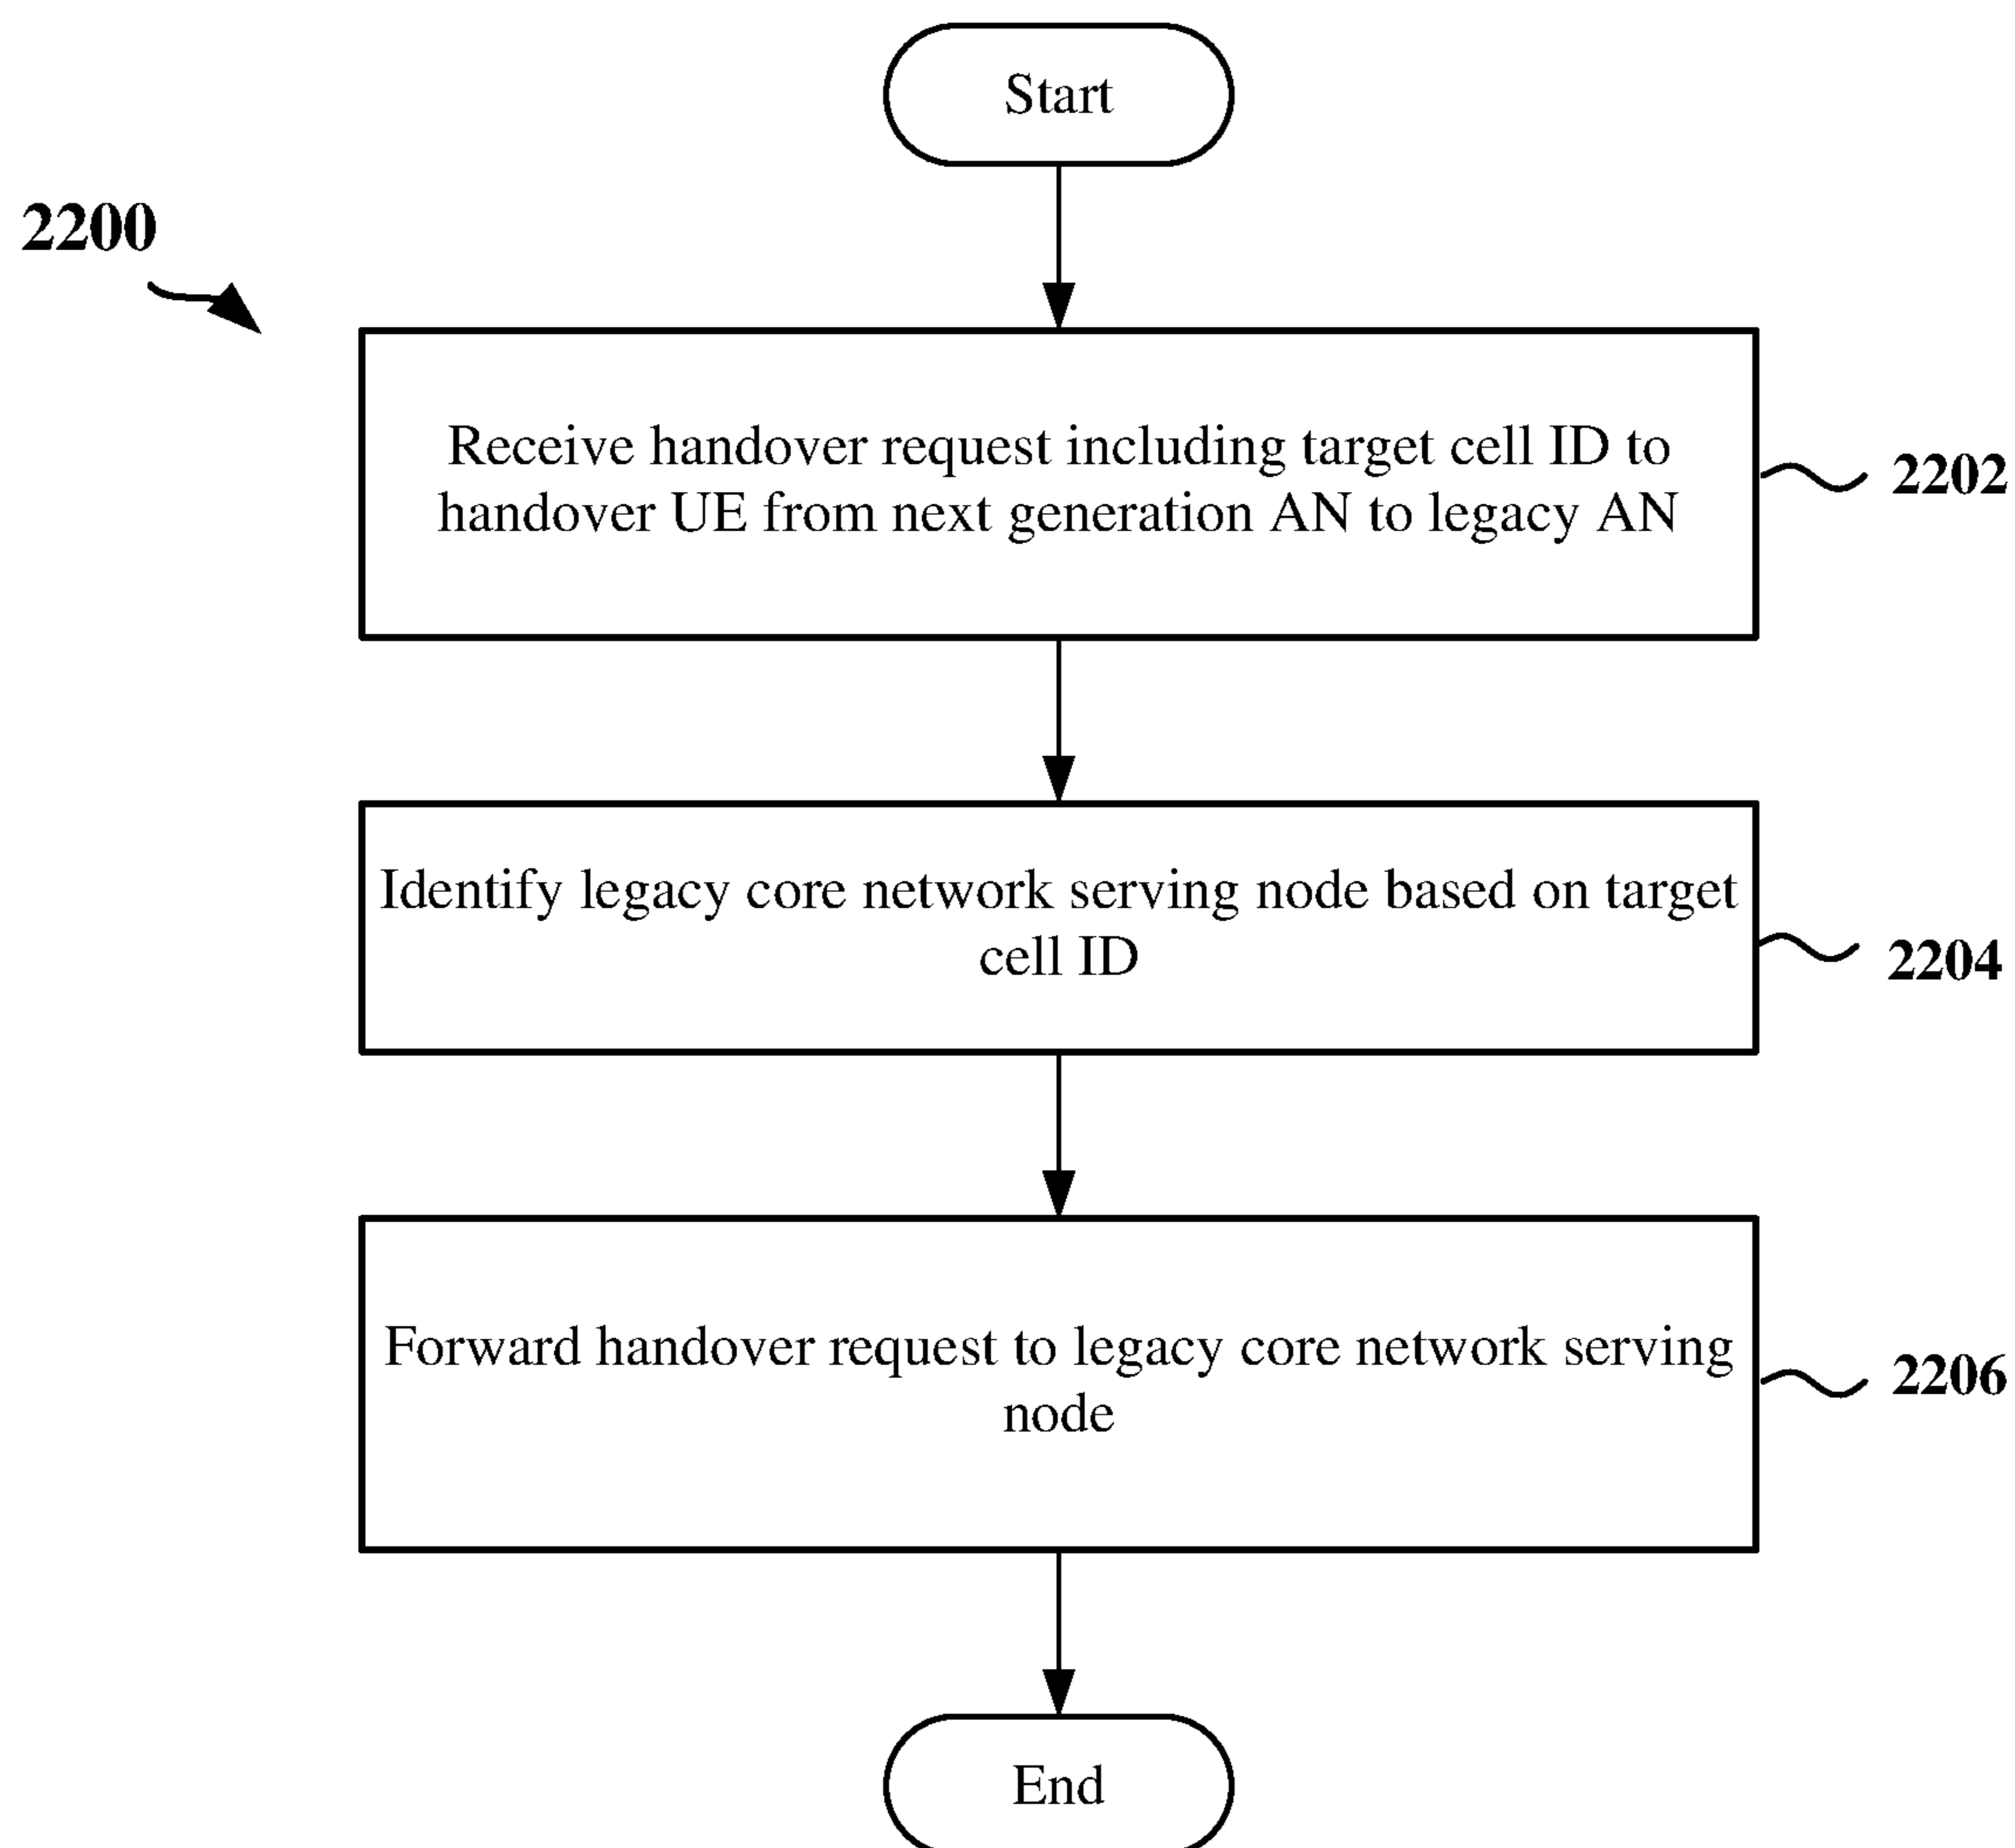 Start
2200
Receive handover request including target cell ID to
handover UE from next generation AN to legacy AN
2202
Identify legacy core network serving node based on target
cell ID
2204
Forward handover request to legacy core network serving
node
2206
End